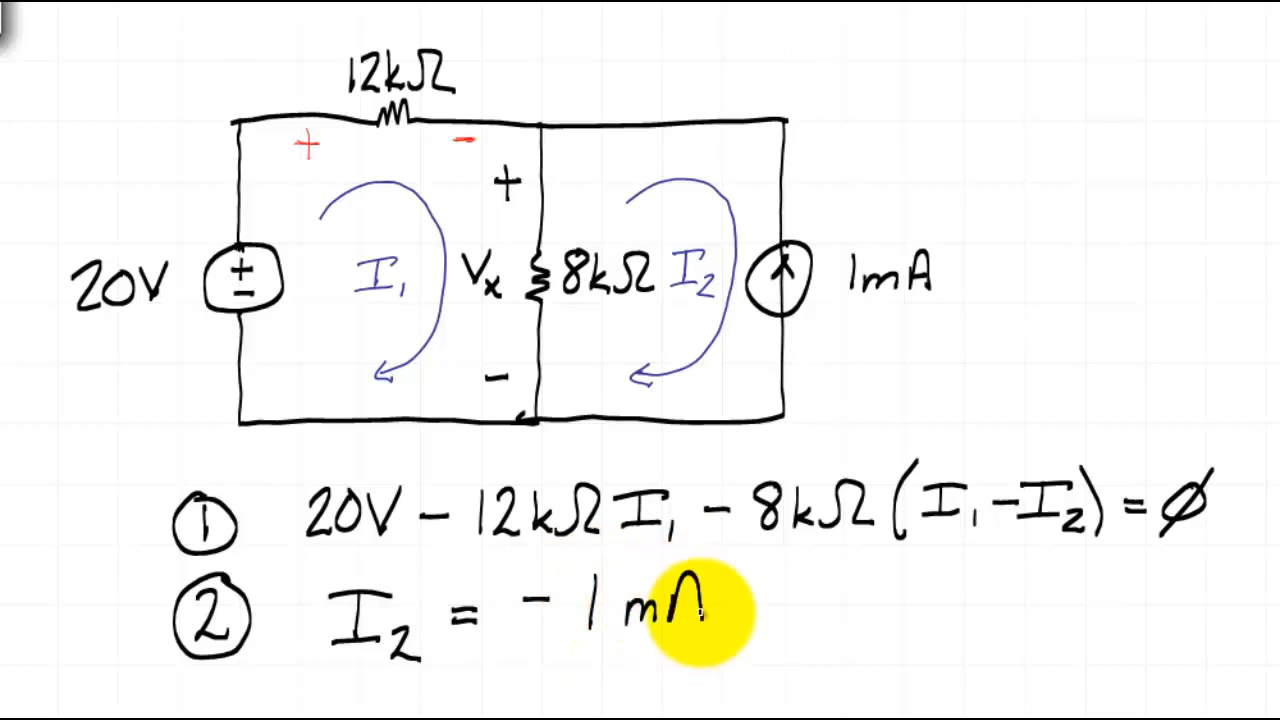 12kΩ
+ -
+
20V + - I₁ Vx 8kΩ I₂ 1mA
-
① 20V - 12kΩ I₁ - 8kΩ (I₁ - I₂) = ∅
② I₂ = - 1 mA